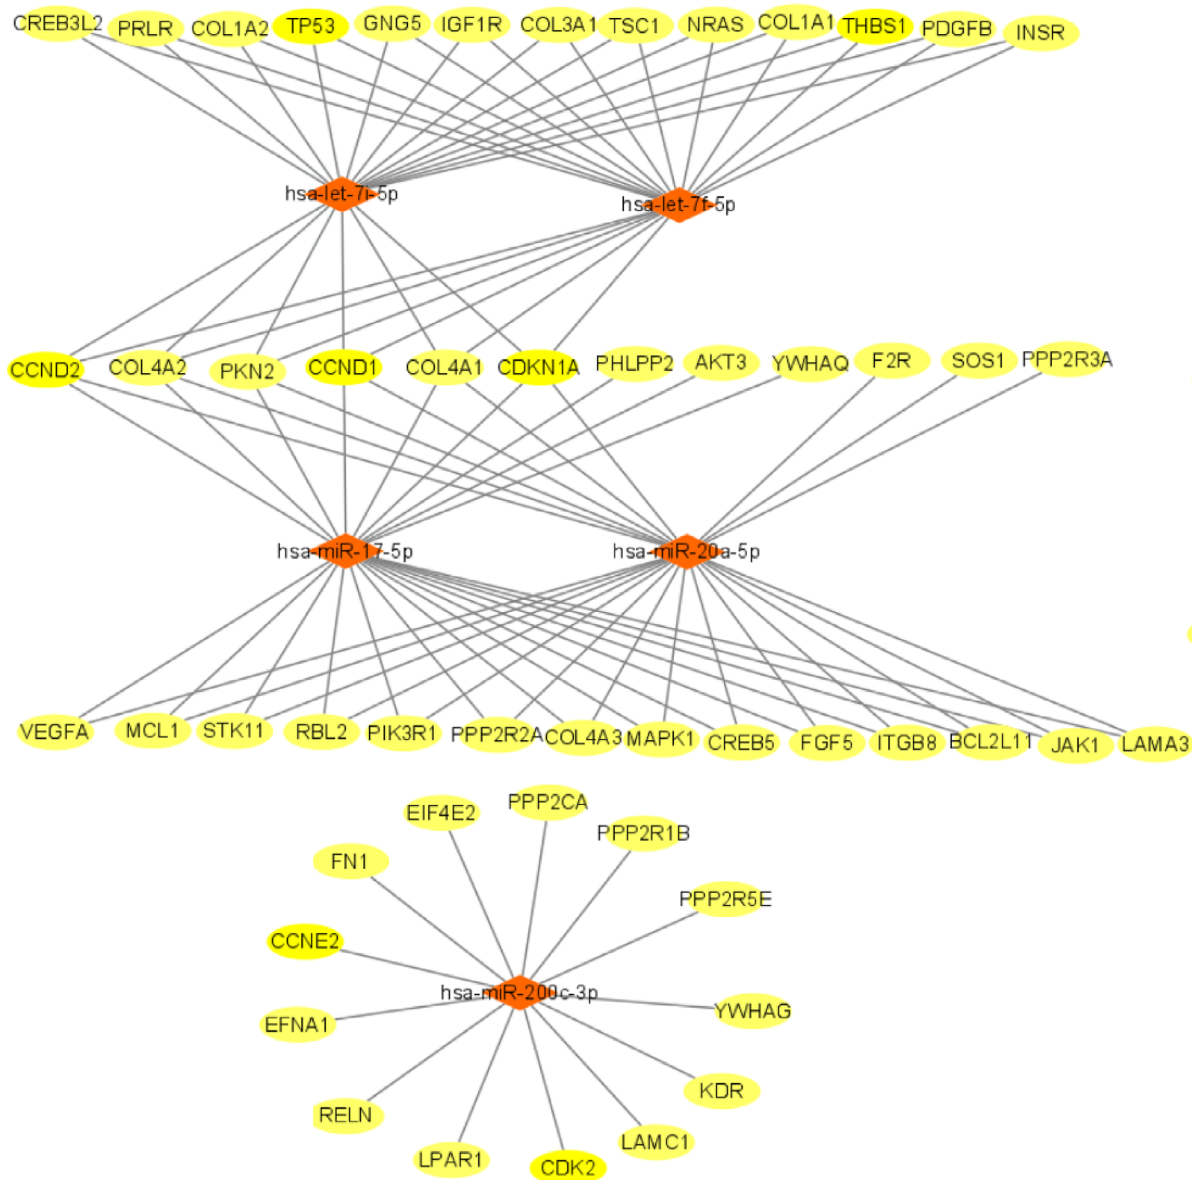 CREB3L2 PRLR COL1A2 TP53 GNG5 IGF1R COL3A1 TSC1 NRAS COL1A1 THBS1 PDGFB INSR
hsa-let-7i-5p hsa-let-7f-5p
CCND2 COL4A2 PKN2 CCND1 COL4A1 CDKN1A PHLPP2 AKT3 YWHAQ F2R SOS1 PPP2R3A
hsa-miR-17-5p hsa-miR-20a-5p
VEGFA MCL1 STK11 RBL2 PIK3R1 PPP2R2A COL4A3 MAPK1 CREB5 FGF5 ITGB8 BCL2L11 JAK1 LAMA3
PPP2CA
EIF4E2
PPP2R1B
FN1
PPP2R5E
CCNE2
hsa-miR-200c-3p
YWHAG
EFNA1
KDR
RELN
LAMC1
LPAR1
CDK2